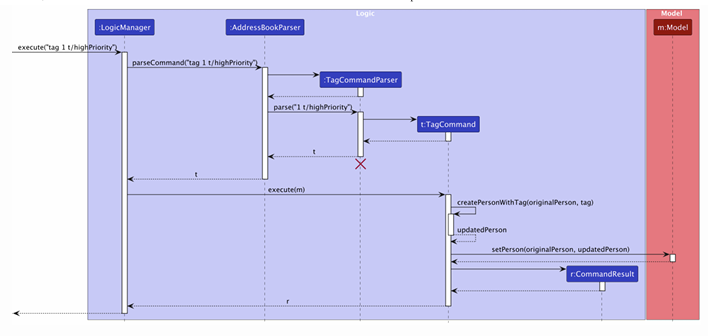 Logic
Model
:LogicManager
:AddressBookParser
m:Model
execute("tag 1 t/highPriority")
parseCommand("tag 1 t/highPriority")
:TagCommandParser
parse("1 t/highPriority")
t:TagCommand
t
t
execute(m)
createPersonWithTag(originalPerson, tag)
updatedPerson
setPerson(originalPerson, updatedPerson)
r:CommandResult
r